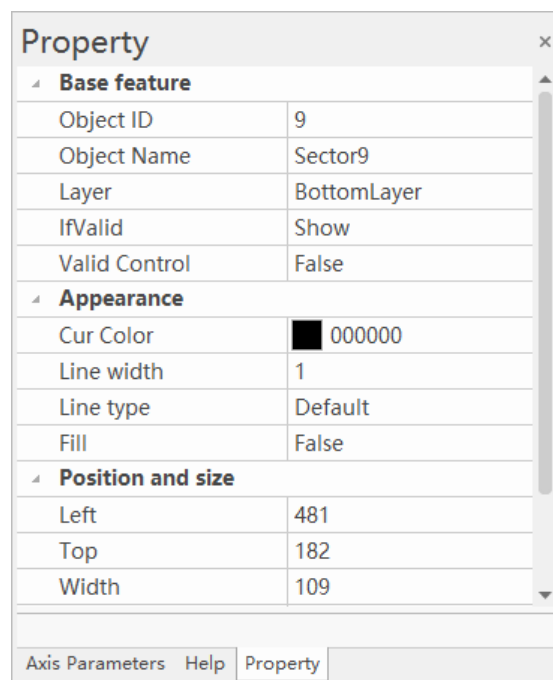 Property
Base feature
Object ID 9
Object Name Sector9
Layer BottomLayer
IfValid Show
Valid Control False
Appearance
Cur Color 000000
Line width 1
Line type Default
Fill False
Position and size
Left 481
Top 182
Width 109
Axis Parameters Help Property